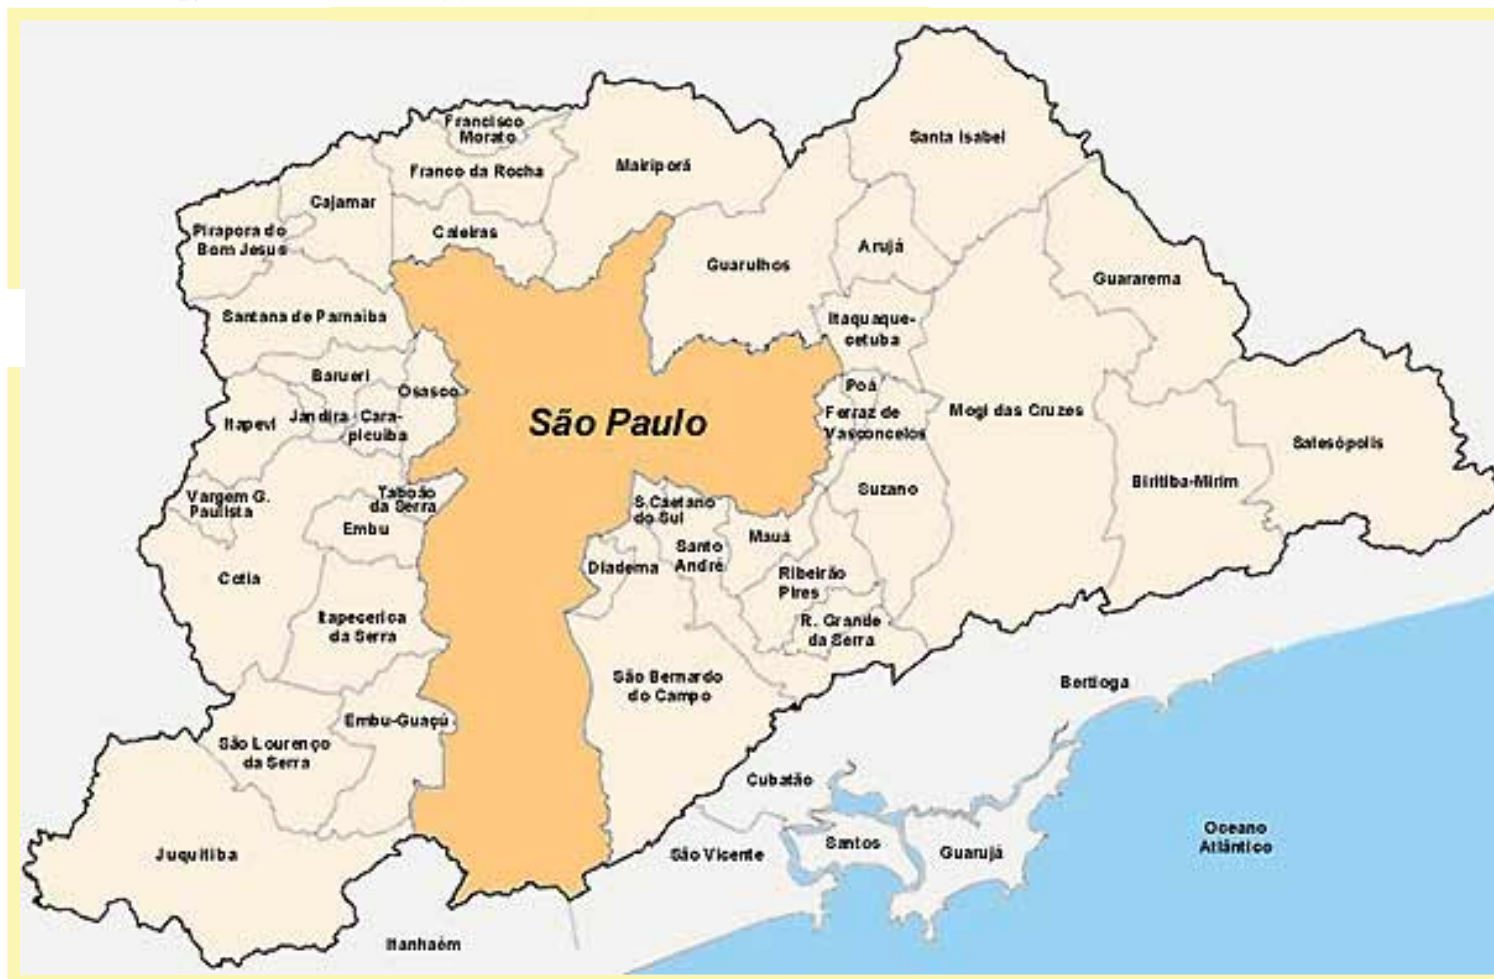 Francisco
Morato
Santa Isabel
Franco da Rocha
Mairiporã
Cajamar
Pirapora do
Bom Jesus
Caieiras
Arujá
Guarulhos
Guararema
Santana de Parnaíba
Itaquaque-
cetuba
Barueri
Osasco
Poá
Jandira
Cara-
picuíba
Itapevi
São Paulo
Ferraz de
Vasconcelos
Mogi das Cruzes
Salesópolis
Biritiba-Mirim
Suzano
Vargem G.
Paulista
Taboão
da Serra
Embu
S.Caetano
do Sul
Mauá
Santo
André
Diadema
Cotia
Ribeirão
Pires
Itapecerica
da Serra
R. Grande
da Serra
São Bernardo
do Campo
Bertioga
Embu-Guaçú
São Lourenço
da Serra
Cubatão
Oceano
Atlântico
Juquitiba
São Vicente
Santos
Guarujá
Itanhaém